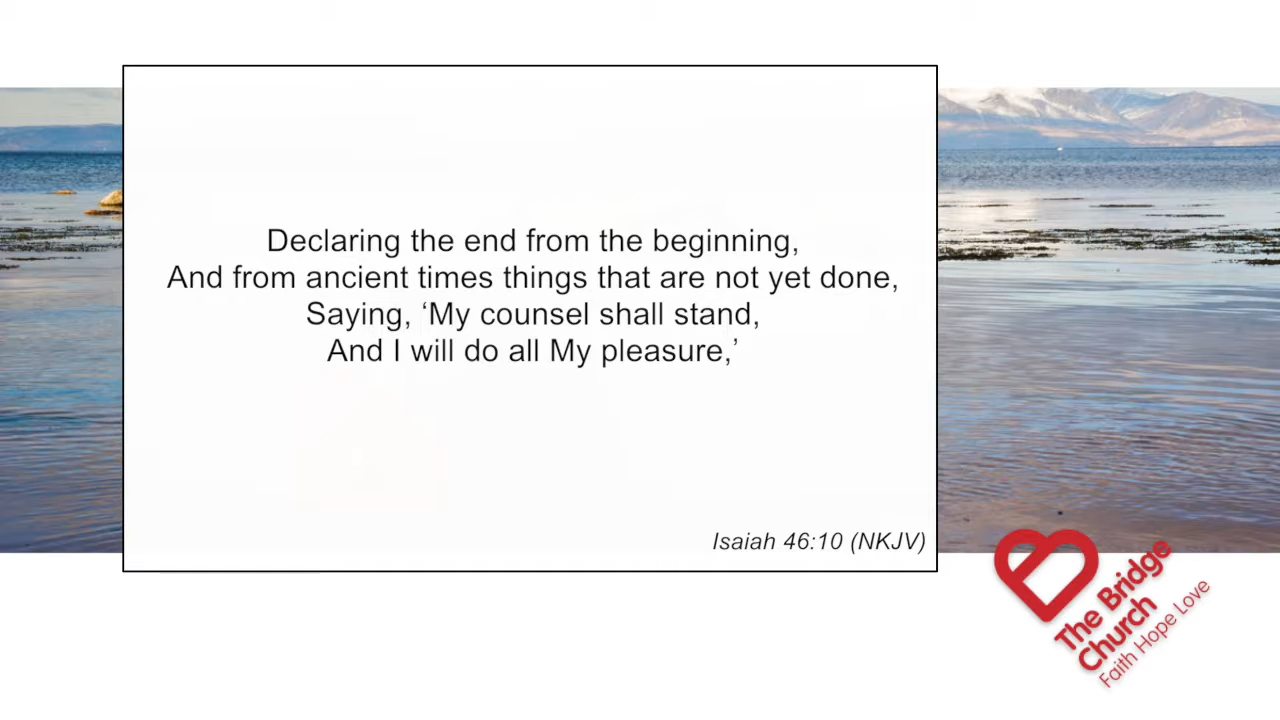 Declaring the end from the beginning,
And from ancient times things that are not yet done,
Saying, ‘My counsel shall stand,
And I will do all My pleasure,’
Isaiah 46:10 (NKJV)
The Bridge
Church
Faith Hope Love